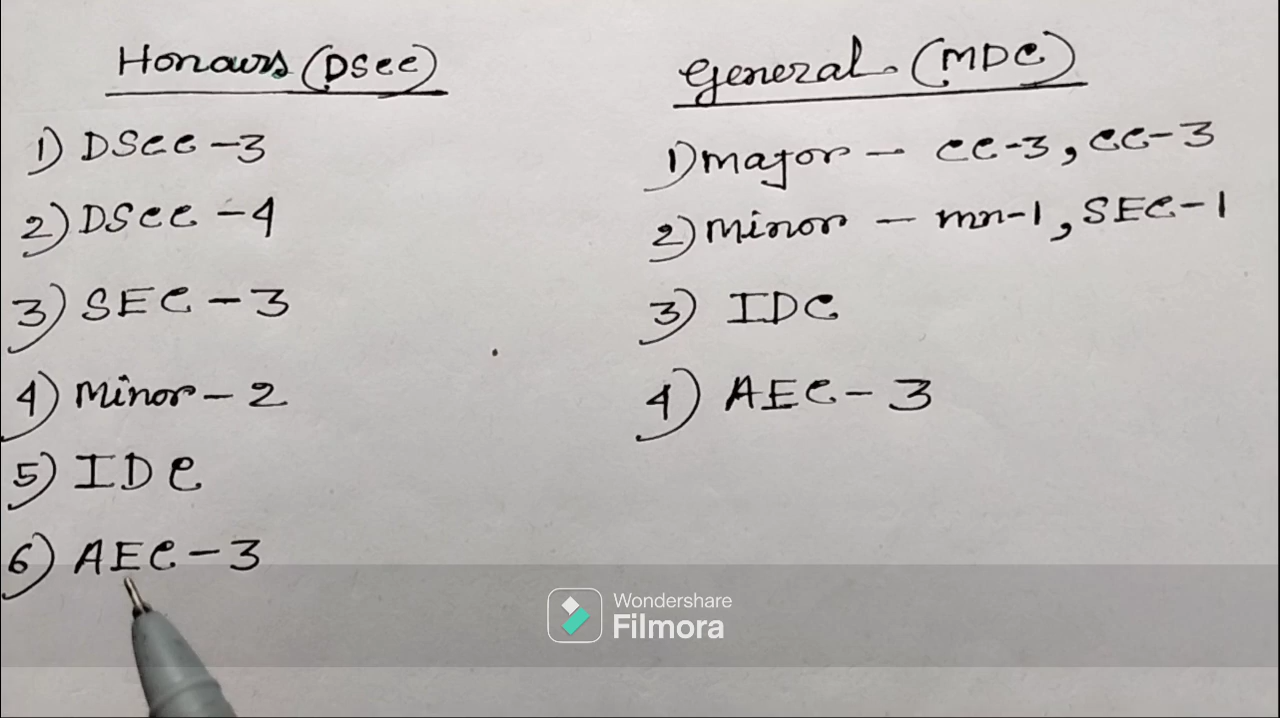 Honours (DSCC)
1) DSCC - 3
2) DSCC - 4
3) SEC - 3
4) Minor - 2
5) IDC
6) AEC - 3
General (MDC)
1) major - CC-3, CC-3
2) minor - mn-1, SEC-1
3) IDC
4) AEC - 3
Wondershare
Filmora